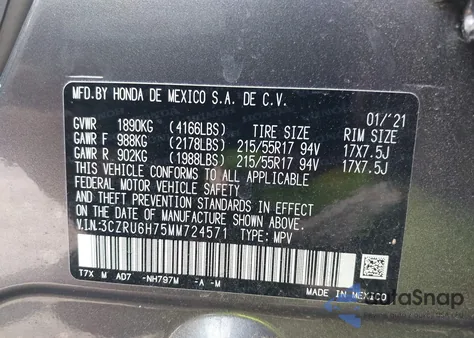 MFD.BY HONDA DE MEXICO S.A. DE C.V.
01/'21
GVWR 1890KG (4166LBS) TIRE SIZE RIM SIZE
GAWR F 988KG (2178LBS) 215/55R17 94V 17X7.5J
GAWR R 902KG (1988LBS) 215/55R17 94V 17X7.5J
THIS VEHICLE CONFORMS TO ALL APPLICABLE
FEDERAL MOTOR VEHICLE SAFETY, BUMPER,
AND THEFT PREVENTION STANDARDS IN EFFECT
ON THE DATE OF MANUFACTURE SHOWN ABOVE.
V.I.N:3CZRU6H75MM724571 TYPE: MPV
T7X M AD7 -NH797M -A -M
MADE IN MEXICO
DataSnap